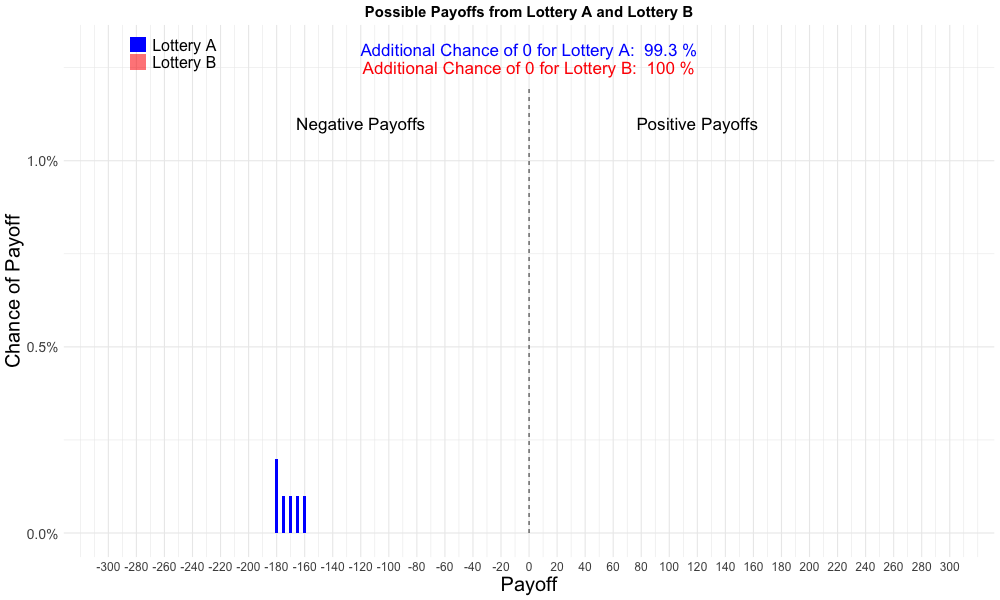 Possible Payoffs from Lottery A and Lottery B
Lottery A
Lottery B
Additional Chance of 0 for Lottery A:  99.3 %
Additional Chance of 0 for Lottery B:  100 %
Negative Payoffs
Positive Payoffs
Chance of Payoff
1.0%
0.5%
0.0%
-300 -280 -260 -240 -220 -200 -180 -160 -140 -120 -100 -80 -60 -40 -20 0 20 40 60 80 100 120 140 160 180 200 220 240 260 280 300
Payoff